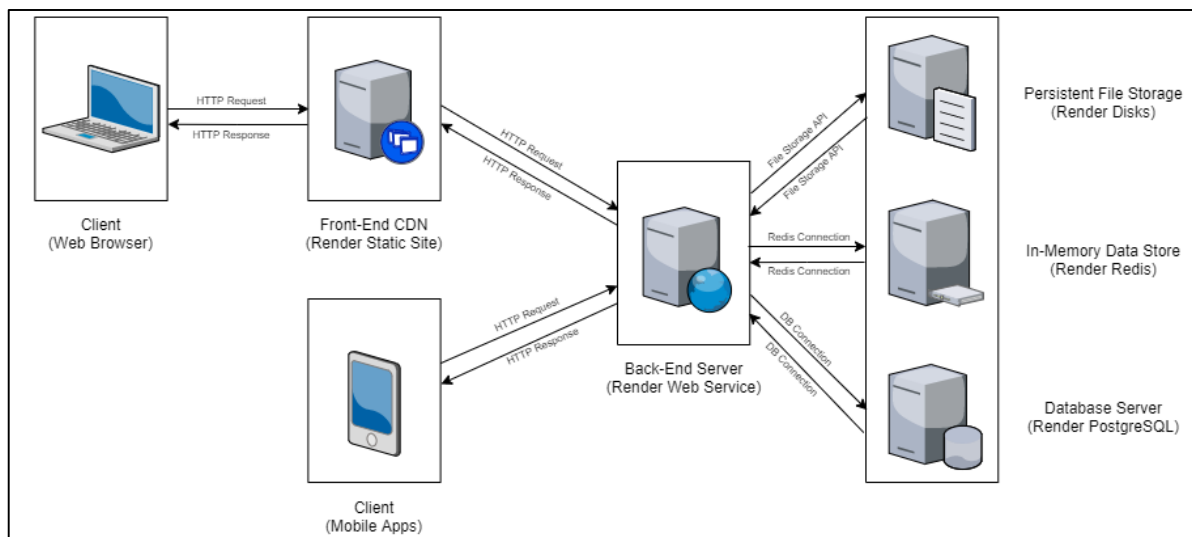 HTTP Request
HTTP Response
Client
(Web Browser)
Front-End CDN
(Render Static Site)
HTTP Request
HTTP Response
HTTP Request
HTTP Response
Client
(Mobile Apps)
Back-End Server
(Render Web Service)
File Storage API
File Storage API
Redis Connection
Redis Connection
DB Connection
DB Connection
Persistent File Storage
(Render Disks)
In-Memory Data Store
(Render Redis)
Database Server
(Render PostgreSQL)